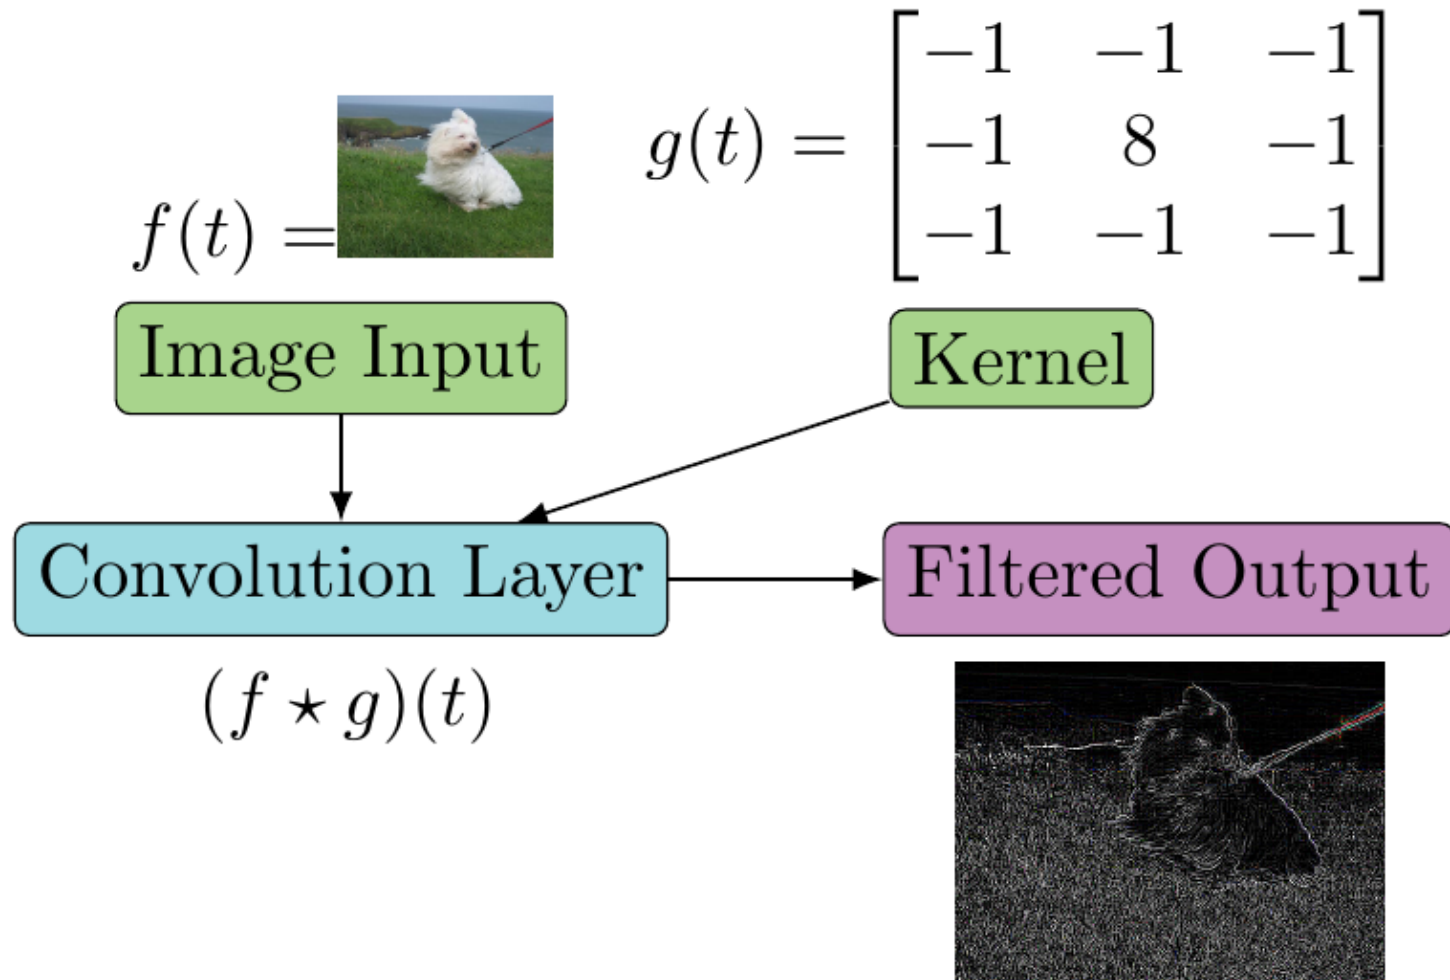 f(t) =
g(t) =
−1 −1 −1
−1 8 −1
−1 −1 −1
Image Input
Kernel
Convolution Layer
Filtered Output
(f ⋆ g)(t)